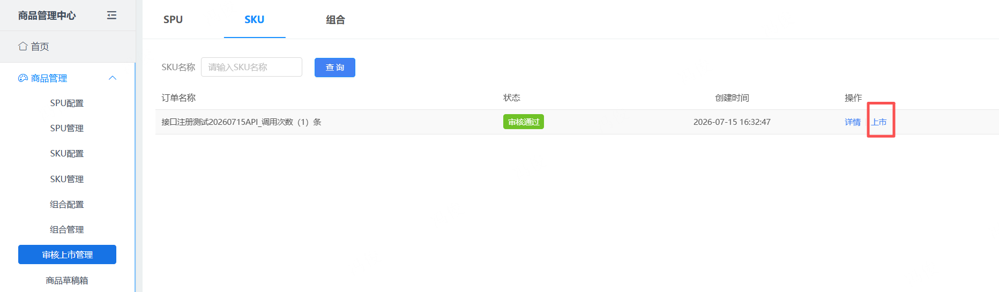 商品管理中心
首页
商品管理
SPU配置
SPU管理
SKU配置
SKU管理
组合配置
组合管理
审核上市管理
商品草稿箱
SPU SKU 组合
SKU名称 请输入SKU名称 查 询
订单名称 状态 创建时间 操作
接口注册测试20260715API_调用次数（1）条 审核通过 2026-07-15 16:32:47 详情 上市